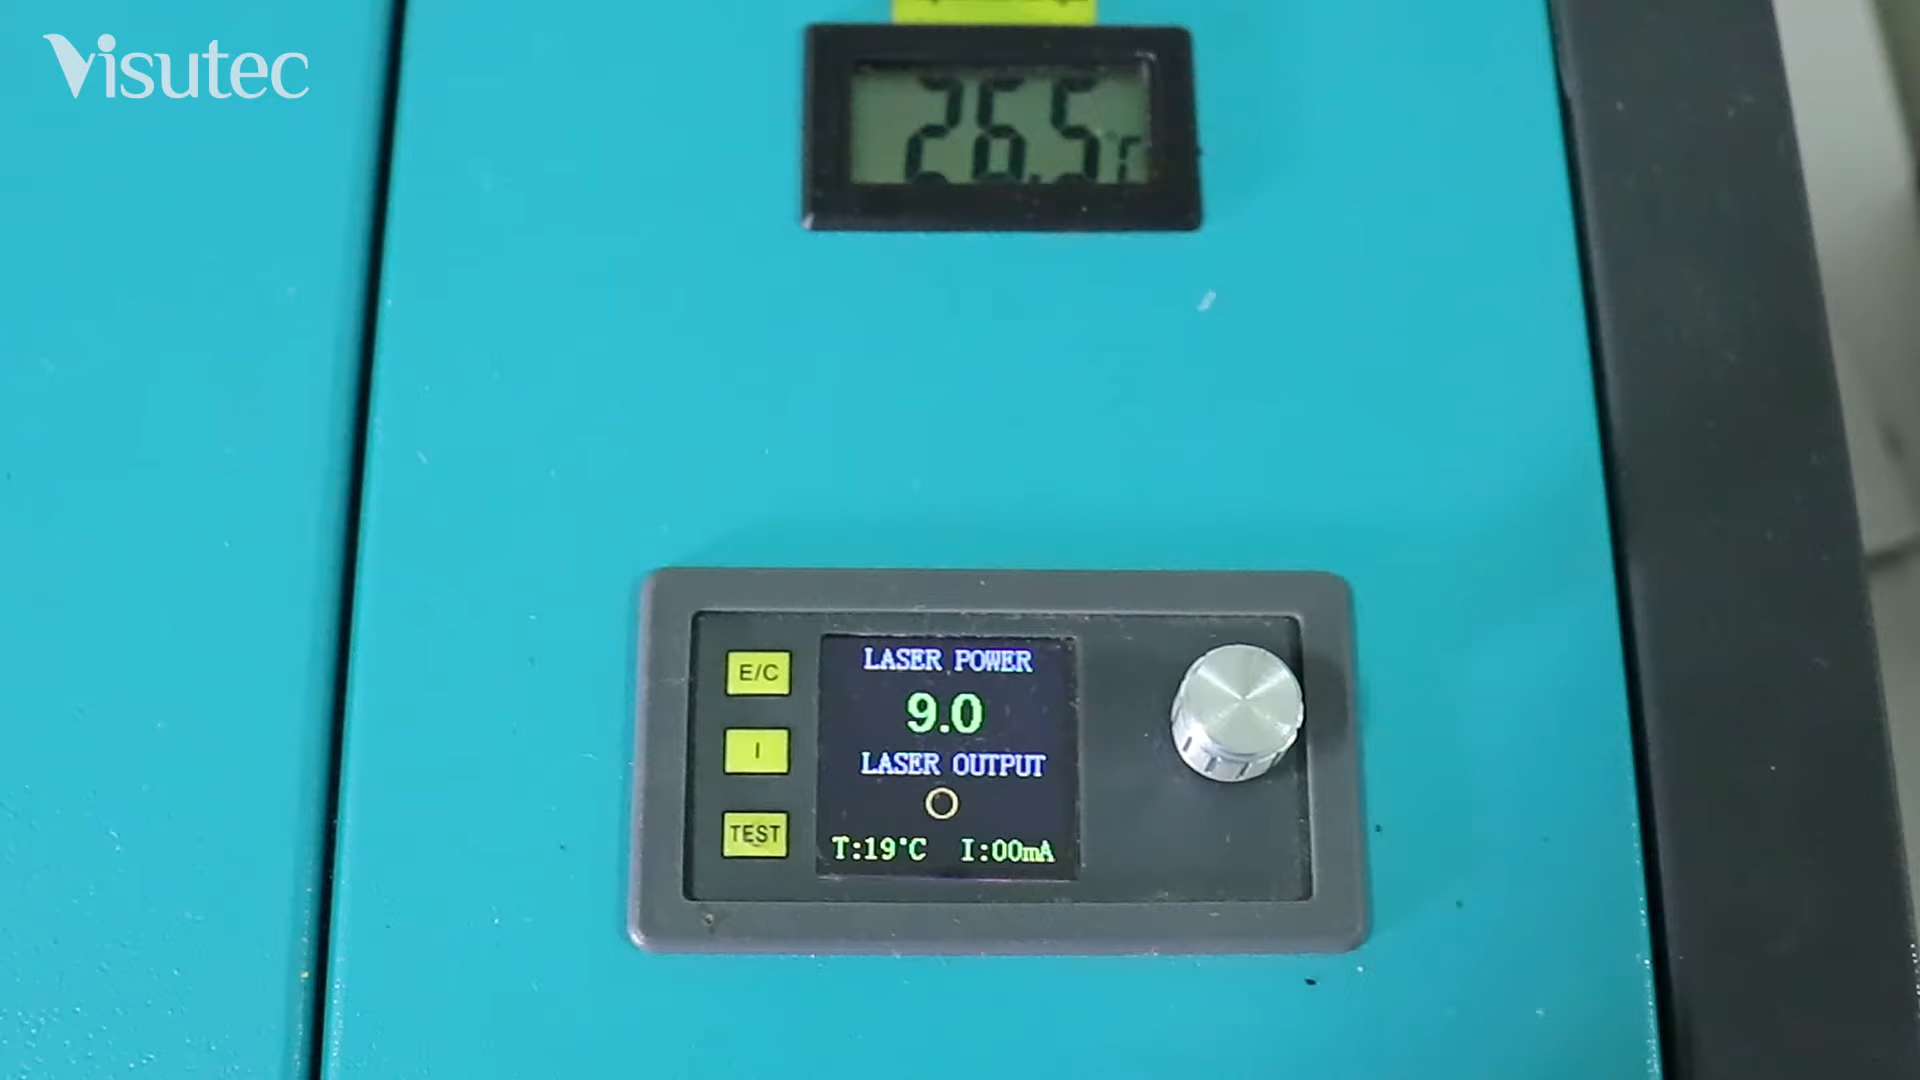 Visutec
26.5°C
LASER POWER
E/C
9.0
I
LASER OUTPUT
TEST
T:19°C I:00mA